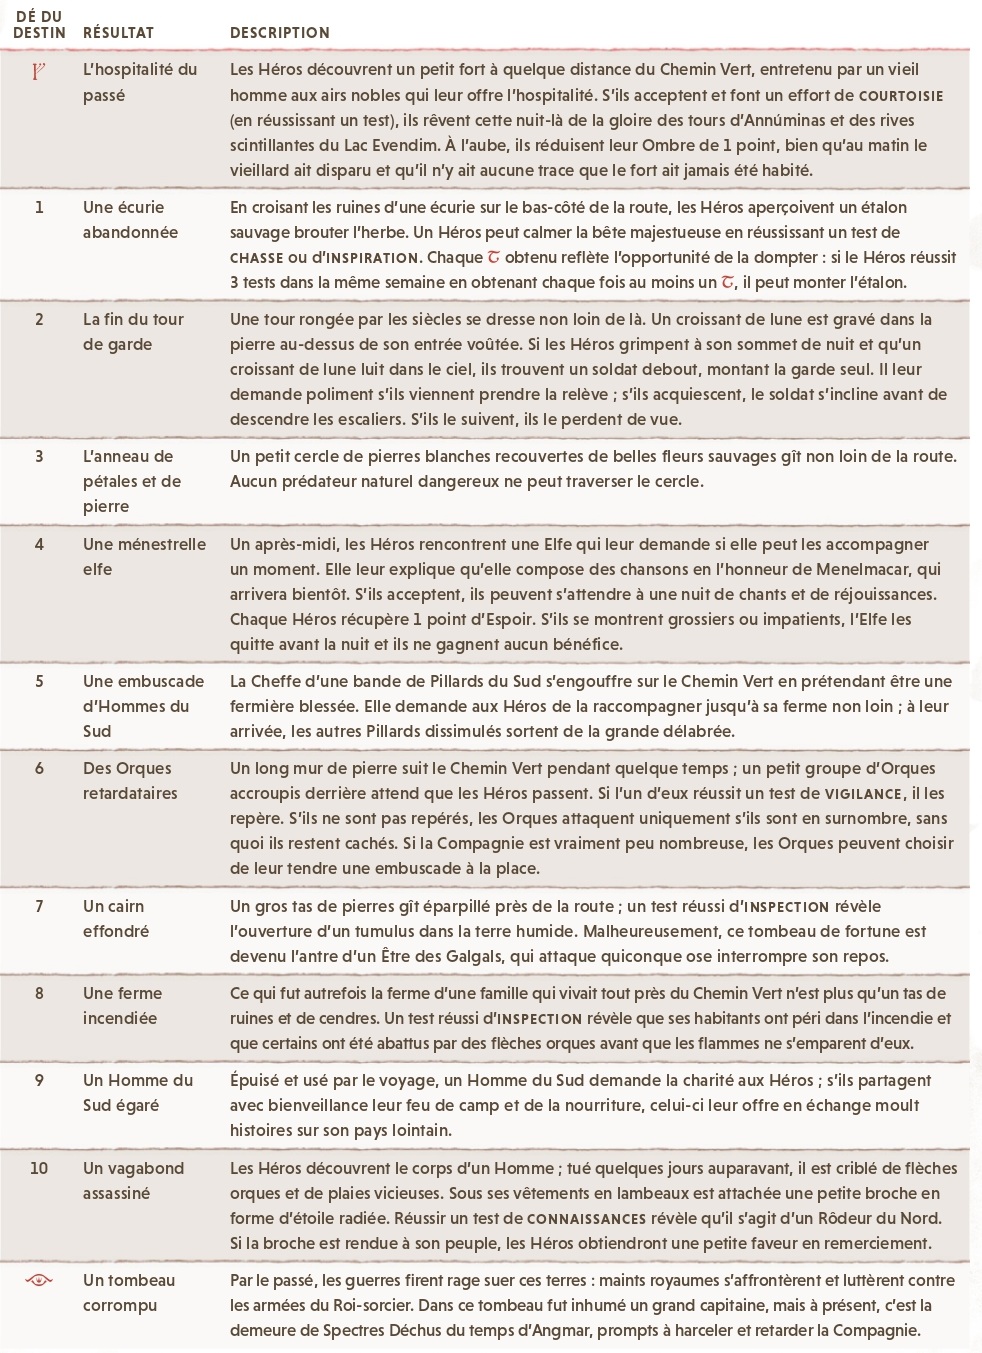 DÉ DU
DESTIN RÉSULTAT DESCRIPTION
L'hospitalité du
passé
Les Héros découvrent un petit fort à quelque distance du Chemin Vert, entretenu par un vieil
homme aux airs nobles qui leur offre l'hospitalité. S'ils acceptent et font un effort de COURTOISIE
(en réussissant un test), ils rêvent cette nuit-là de la gloire des tours d'Annúminas et des rives
scintillantes du Lac Evendim. À l'aube, ils réduisent leur Ombre de 1 point, bien qu'au matin le
vieillard ait disparu et qu'il n'y ait aucune trace que le fort ait jamais été habité.
1
Une écurie
abandonnée
En croisant les ruines d'une écurie sur le bas-côté de la route, les Héros aperçoivent un étalon
sauvage brouter l'herbe. Un Héros peut calmer la bête majestueuse en réussissant un test de
CHASSE ou d'INSPIRATION. Chaque obtenu reflète l'opportunité de la dompter : si le Héros réussit
3 tests dans la même semaine en obtenant chaque fois au moins un , il peut monter l'étalon.
2
La fin du tour
de garde
Une tour rongée par les siècles se dresse non loin de là. Un croissant de lune est gravé dans la
pierre au-dessus de son entrée voûtée. Si les Héros grimpent à son sommet de nuit et qu'un
croissant de lune luit dans le ciel, ils trouvent un soldat debout, montant la garde seul. Il leur
demande poliment s'ils viennent prendre la relève ; s'ils acquiescent, le soldat s'incline avant de
descendre les escaliers. S'ils le suivent, ils le perdent de vue.
3
L'anneau de
pétales et de
pierre
Un petit cercle de pierres blanches recouvertes de belles fleurs sauvages gît non loin de la route.
Aucun prédateur naturel dangereux ne peut traverser le cercle.
4
Une ménestrelle
elfe
Un après-midi, les Héros rencontrent une Elfe qui leur demande si elle peut les accompagner
un moment. Elle leur explique qu'elle compose des chansons en l'honneur de Menelmacar, qui
arrivera bientôt. S'ils acceptent, ils peuvent s'attendre à une nuit de chants et de réjouissances.
Chaque Héros récupère 1 point d'Espoir. S'ils se montrent grossiers ou impatients, l'Elfe les
quitte avant la nuit et ils ne gagnent aucun bénéfice.
5
Une embuscade
d'Hommes du
Sud
La Cheffe d'une bande de Pillards du Sud s'engouffre sur le Chemin Vert en prétendant être une
fermière blessée. Elle demande aux Héros de la raccompagner jusqu'à sa ferme non loin ; à leur
arrivée, les autres Pillards dissimulés sortent de la grande délabrée.
6
Des Orques
retardataires
Un long mur de pierre suit le Chemin Vert pendant quelque temps ; un petit groupe d'Orques
accroupis derrière attend que les Héros passent. Si l'un d'eux réussit un test de VIGILANCE, il les
repère. S'ils ne sont pas repérés, les Orques attaquent uniquement s'ils sont en surnombre, sans
quoi ils restent cachés. Si la Compagnie est vraiment peu nombreuse, les Orques peuvent choisir
de leur tendre une embuscade à la place.
7
Un cairn
effondré
Un gros tas de pierres gît éparpillé près de la route ; un test réussi d'INSPECTION révèle
l'ouverture d'un tumulus dans la terre humide. Malheureusement, ce tombeau de fortune est
devenu l'antre d'un Être des Galgals, qui attaque quiconque ose interrompre son repos.
8
Une ferme
incendiée
Ce qui fut autrefois la ferme d'une famille qui vivait tout près du Chemin Vert n'est plus qu'un tas de
ruines et de cendres. Un test réussi d'INSPECTION révèle que ses habitants ont péri dans l'incendie et
que certains ont été abattus par des flèches orques avant que les flammes ne s'emparent d'eux.
9
Un Homme du
Sud égaré
Épuisé et usé par le voyage, un Homme du Sud demande la charité aux Héros ; s'ils partagent
avec bienveillance leur feu de camp et de la nourriture, celui-ci leur offre en échange moult
histoires sur son pays lointain.
10
Un vagabond
assassiné
Les Héros découvrent le corps d'un Homme ; tué quelques jours auparavant, il est criblé de flèches
orques et de plaies vicieuses. Sous ses vêtements en lambeaux est attachée une petite broche en
forme d'étoile radiée. Réussir un test de CONNAISSANCES révèle qu'il s'agit d'un Rôdeur du Nord.
Si la broche est rendue à son peuple, les Héros obtiendront une petite faveur en remerciement.
Un tombeau
corrompu
Par le passé, les guerres firent rage suer ces terres : maints royaumes s'affrontèrent et luttèrent contre
les armées du Roi-sorcier. Dans ce tombeau fut inhumé un grand capitaine, mais à présent, c'est la
demeure de Spectres Déchus du temps d'Angmar, prompts à harceler et retarder la Compagnie.